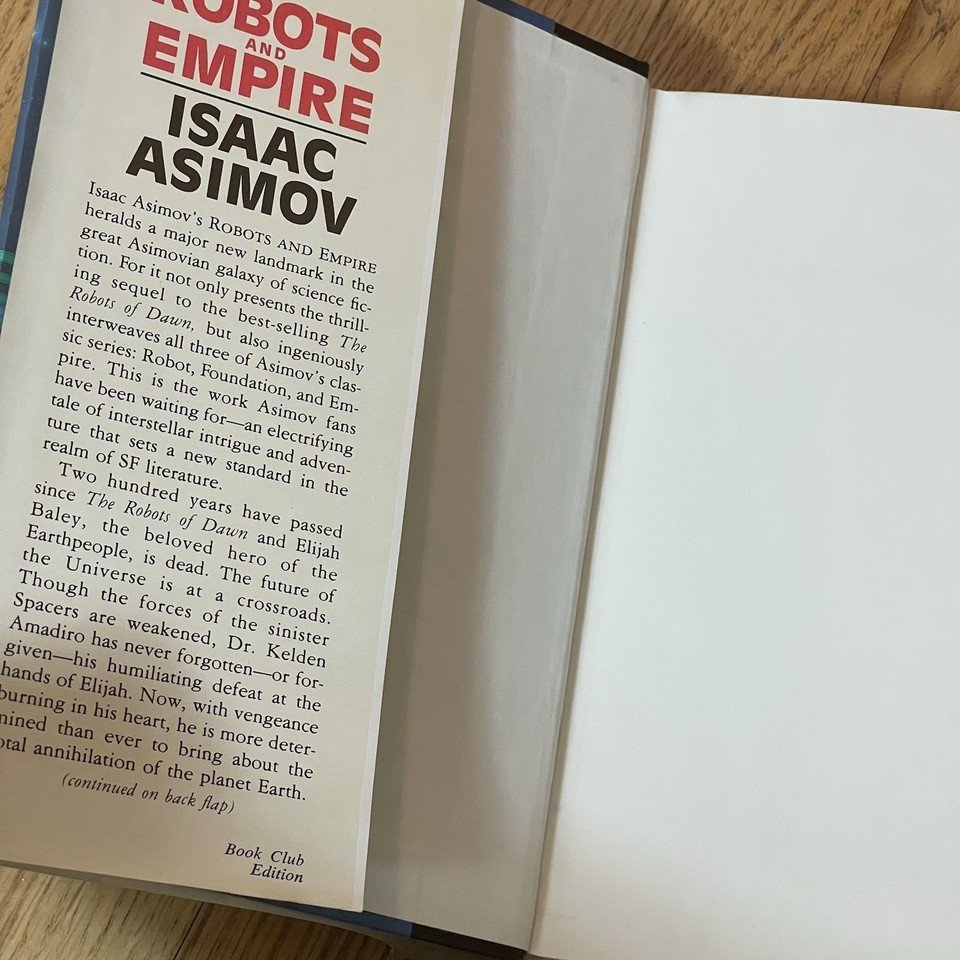 ROBOTS
AND
EMPIRE
ISAAC
ASIMOV
Isaac Asimov's ROBOTS AND EMPIRE
heralds a major new landmark in the
great Asimovian galaxy of science fic-
tion. For it not only presents the thrill-
ing sequel to the best-selling The
Robots of Dawn, but also ingeniously
interweaves all three of Asimov's clas-
sic series: Robot, Foundation, and Em-
pire. This is the work Asimov fans
have been waiting for—an electrifying
tale of interstellar intrigue and adven-
ture that sets a new standard in the
realm of SF literature.
Two hundred years have passed
since The Robots of Dawn and Elijah
Baley, the beloved hero of the
Earthpeople, is dead. The future of
the Universe is at a crossroads.
Though the forces of the sinister
Spacers are weakened, Dr. Kelden
Amadiro has never forgotten—or for-
given—his humiliating defeat at the
hands of Elijah. Now, with vengeance
burning in his heart, he is more deter-
mined than ever to bring about the
total annihilation of the planet Earth.
(continued on back flap)
Book Club
Edition